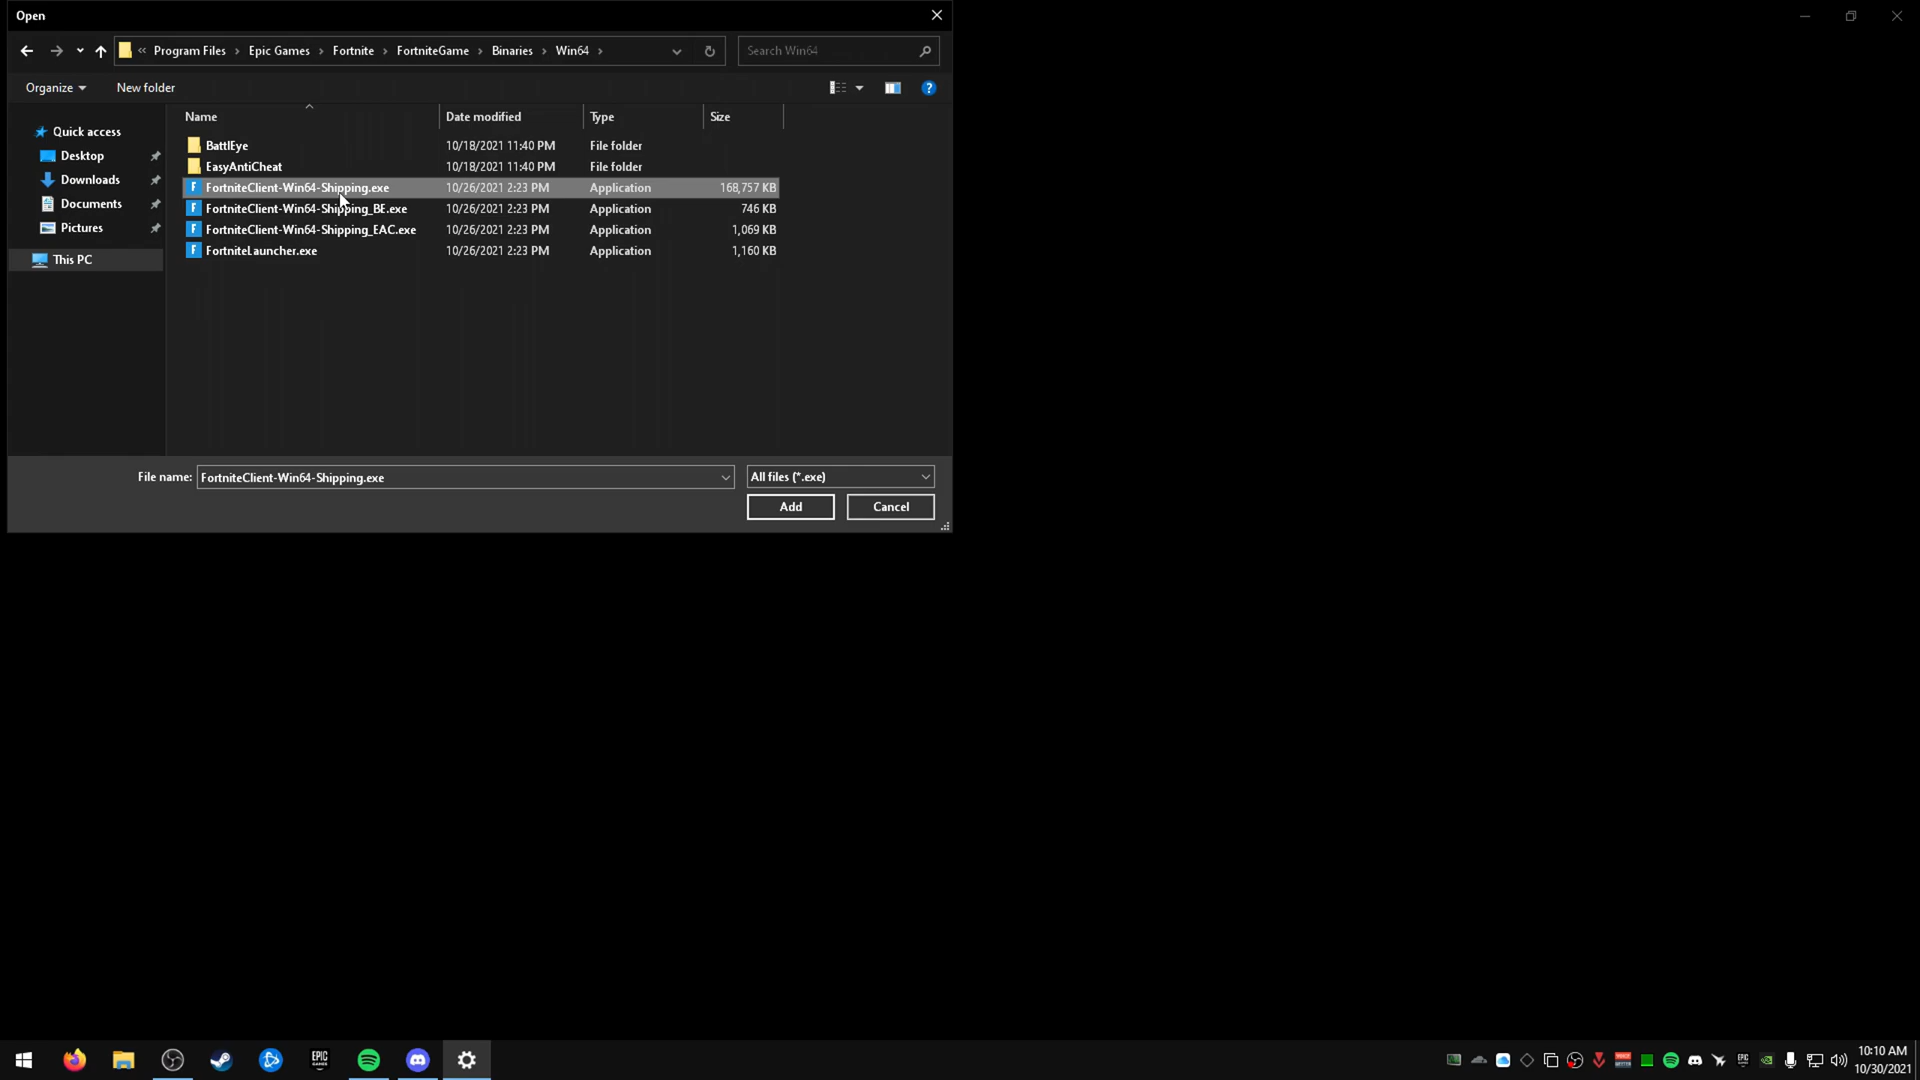 Open
« Program Files > Epic Games > Fortnite > FortniteGame > Binaries > Win64 >
Search Win64
Organize
New folder
Name Date modified Type Size
Quick access
Desktop
Downloads
Documents
Pictures
This PC
BattlEye 10/18/2021 11:40 PM File folder
EasyAntiCheat 10/18/2021 11:40 PM File folder
FortniteClient-Win64-Shipping.exe 10/26/2021 2:23 PM Application 168,757 KB
FortniteClient-Win64-Shipping_BE.exe 10/26/2021 2:23 PM Application 746 KB
FortniteClient-Win64-Shipping_EAC.exe 10/26/2021 2:23 PM Application 1,069 KB
FortniteLauncher.exe 10/26/2021 2:23 PM Application 1,160 KB
File name: FortniteClient-Win64-Shipping.exe
All files (*.exe)
Add
Cancel
EPIC
GAMES
10:10 AM
10/30/2021